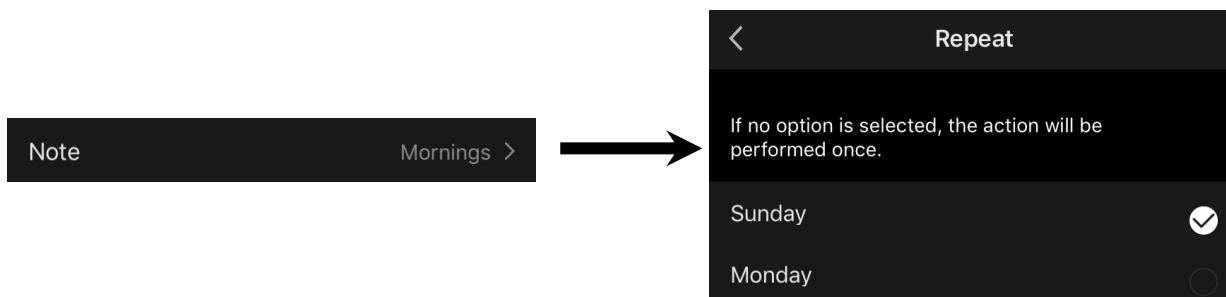 Note Mornings
Repeat
If no option is selected, the action will be
performed once.
Sunday
Monday